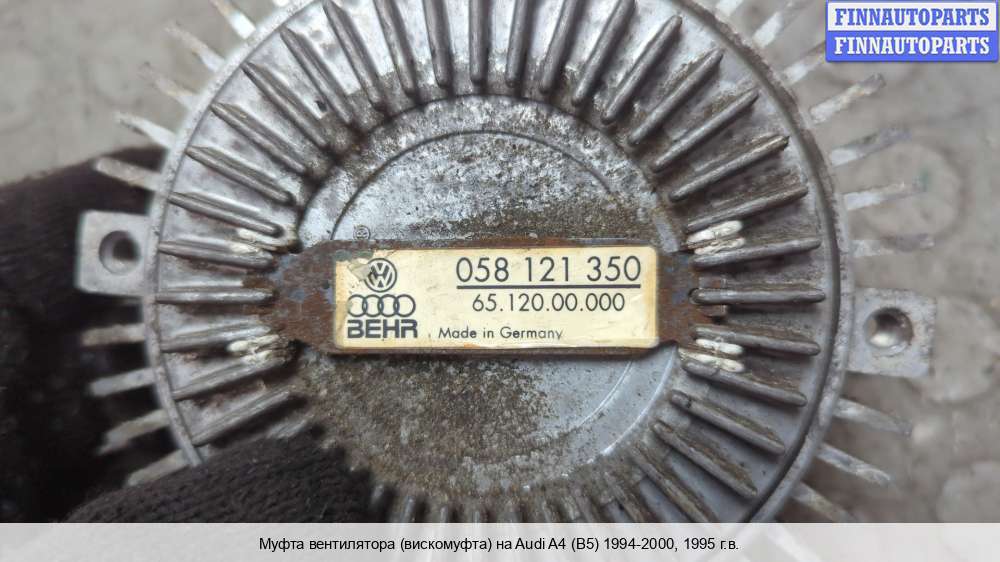 FINNAUTOPARTS
FINNAUTOPARTS
058 121 350
65.120.00.000
BEHR
Made in Germany
Муфта вентилятора (вискомуфта) на Audi A4 (B5) 1994-2000, 1995 г.в.